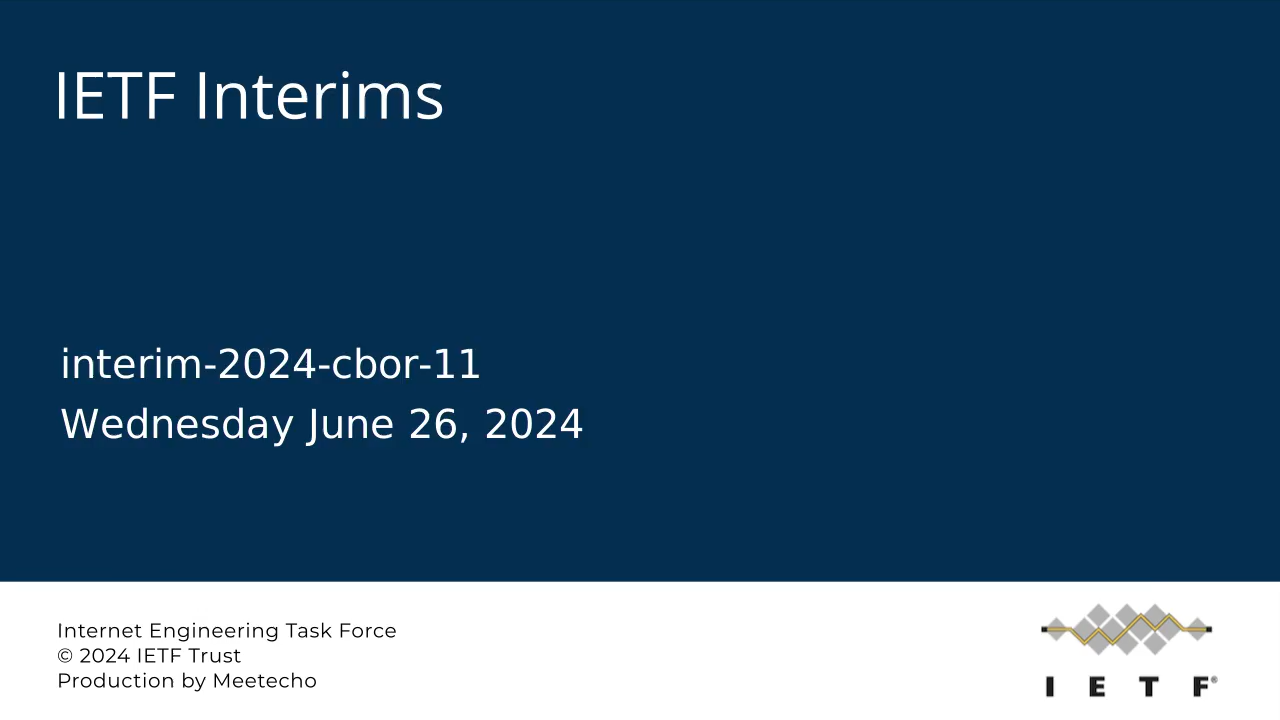 IETF Interims
interim-2024-cbor-11
Wednesday June 26, 2024
Internet Engineering Task Force
© 2024 IETF Trust
Production by Meetecho
I E T F®